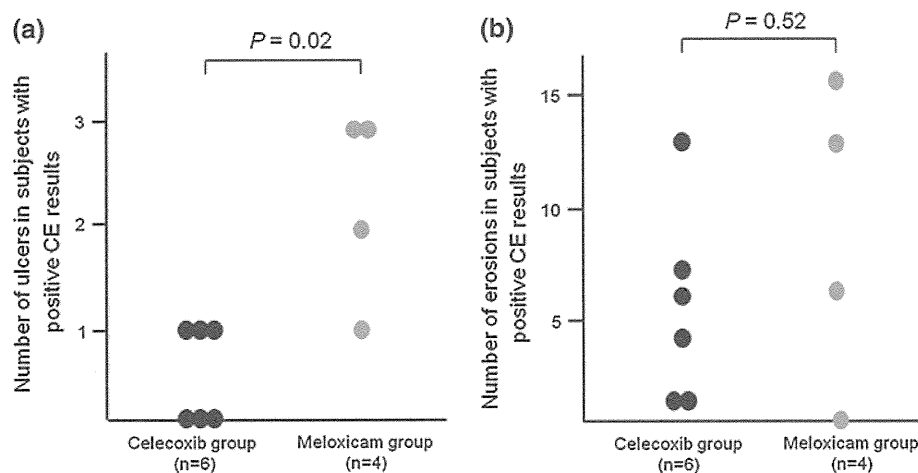 (a)
P = 0.02
Number of ulcers in subjects with
positive CE results
3
2
1
Celecoxib group
(n=6)
Meloxicam group
(n=4)
(b)
P = 0.52
Number of erosions in subjects with
positive CE results
15
10
5
Celecoxib group
(n=6)
Meloxicam group
(n=4)